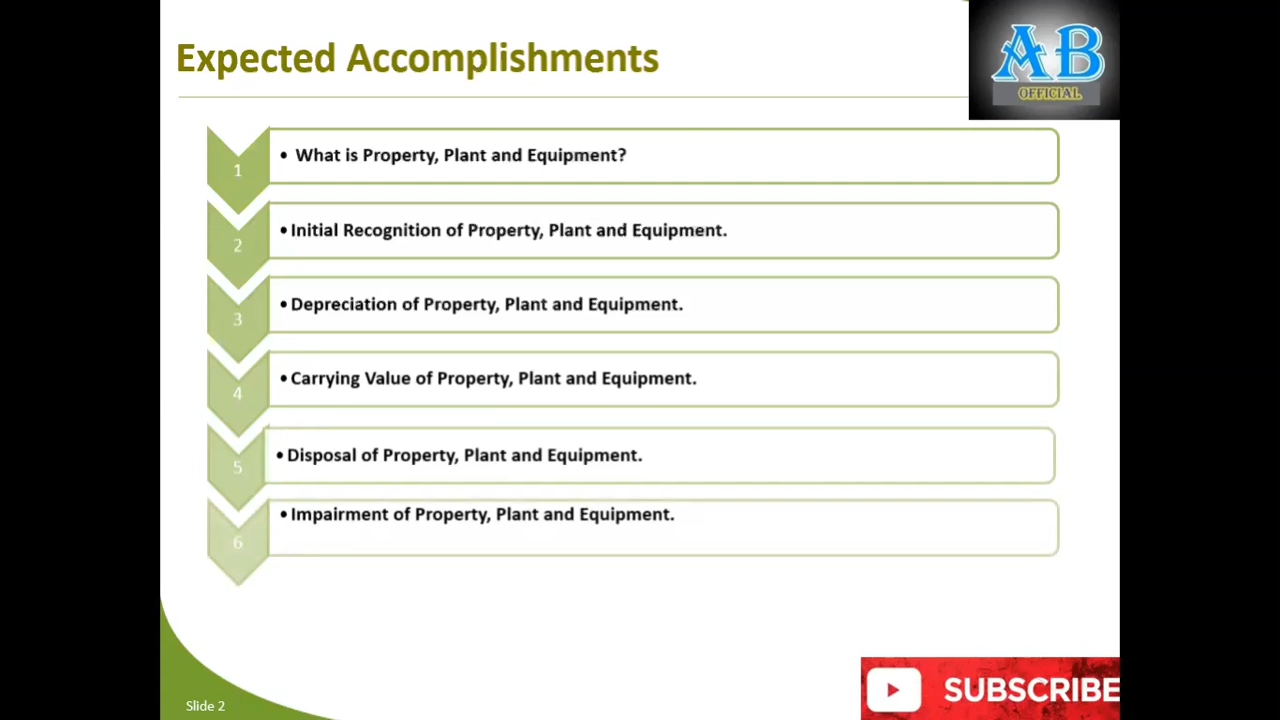 Expected Accomplishments
AB
OFFICIAL
1
• What is Property, Plant and Equipment?
2
• Initial Recognition of Property, Plant and Equipment.
3
• Depreciation of Property, Plant and Equipment.
4
• Carrying Value of Property, Plant and Equipment.
5
• Disposal of Property, Plant and Equipment.
6
• Impairment of Property, Plant and Equipment.
Slide 2
SUBSCRIBE